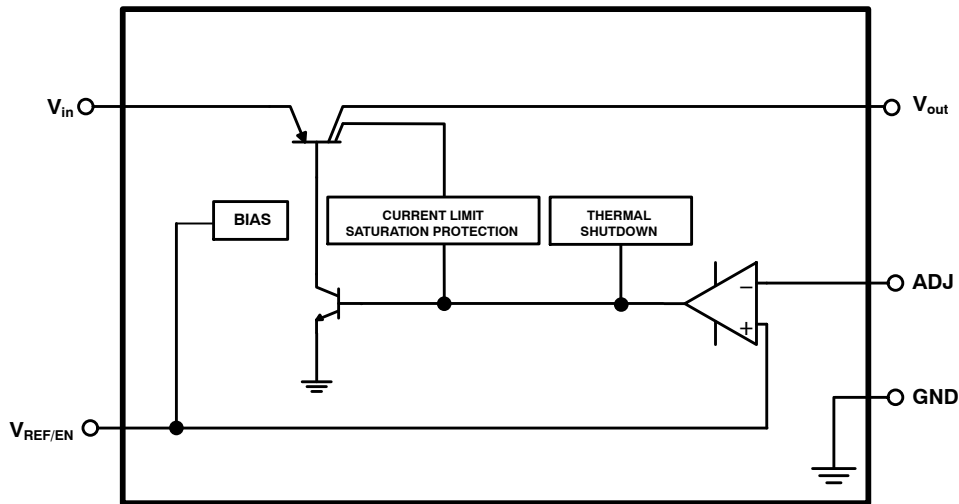 Vin
Vout
BIAS
CURRENT LIMIT
SATURATION PROTECTION
THERMAL
SHUTDOWN
−
ADJ
+
GND
VREF/EN